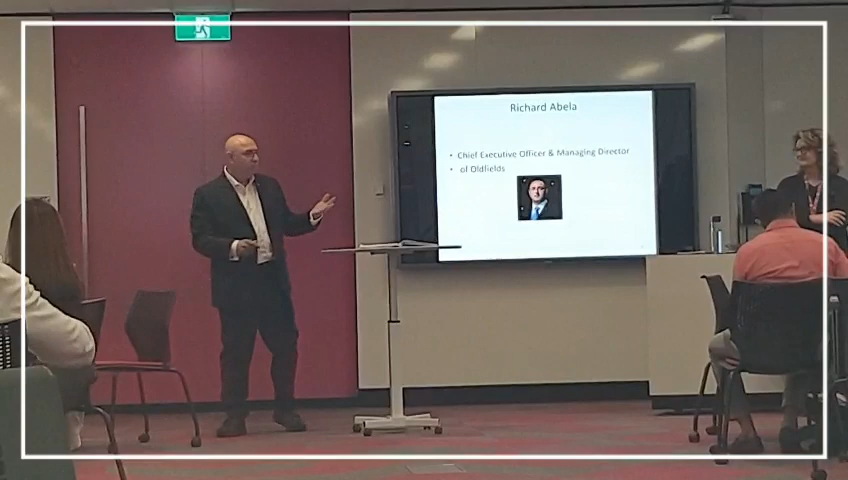 Richard Abela
• Chief Executive Officer & Managing Director
• of Oldfields